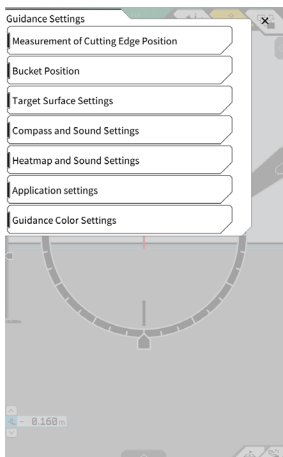 Guidance Settings
Measurement of Cutting Edge Position
Bucket Position
Target Surface Settings
Compass and Sound Settings
Heatmap and Sound Settings
Application settings
Guidance Color Settings
- 0.160 m